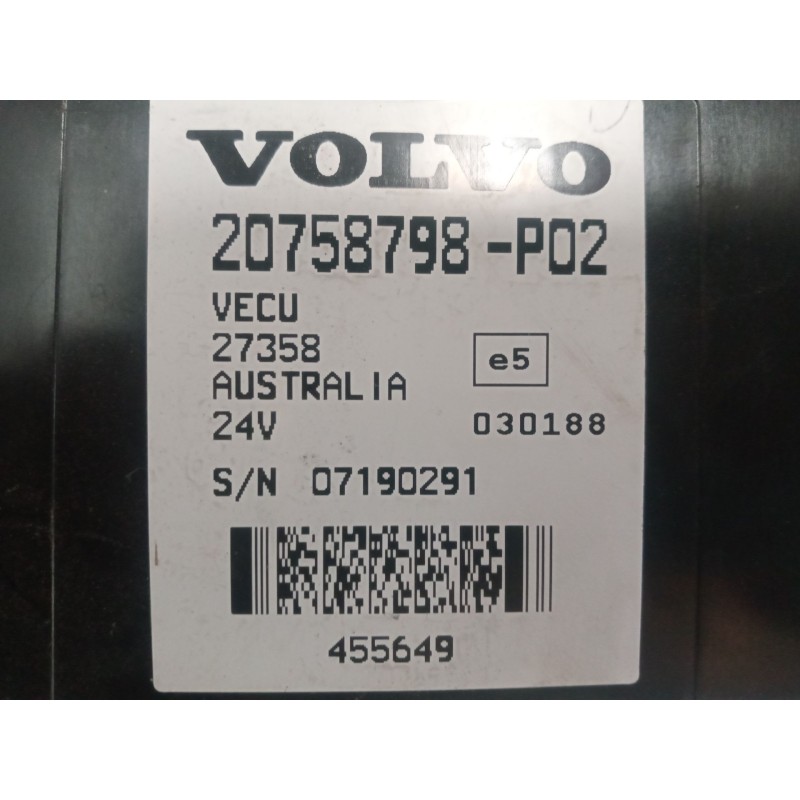 VOLVO
20758798-P02
VECU
27358
e5
AUSTRALIA
24V 030188
S/N 07190291
455649